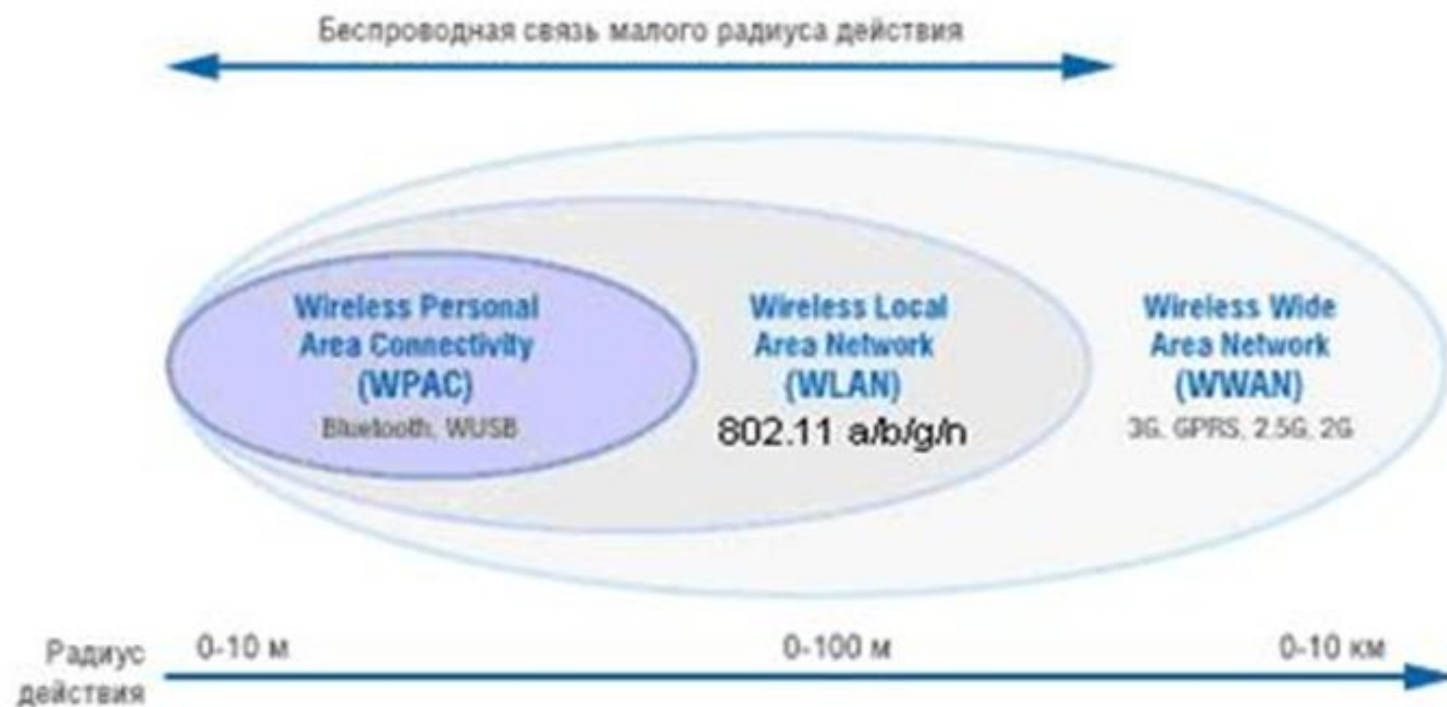 Беспроводная связь малого радиуса действия
Wireless Personal
Area Connectivity
(WPAC)
Bluetooth, WUSB
Wireless Local
Area Network
(WLAN)
802.11 a/b/g/n
Wireless Wide
Area Network
(WWAN)
3G, GPRS, 2.5G, 2G
Радиус
действия
0-10 м
0-100 м
0-10 км